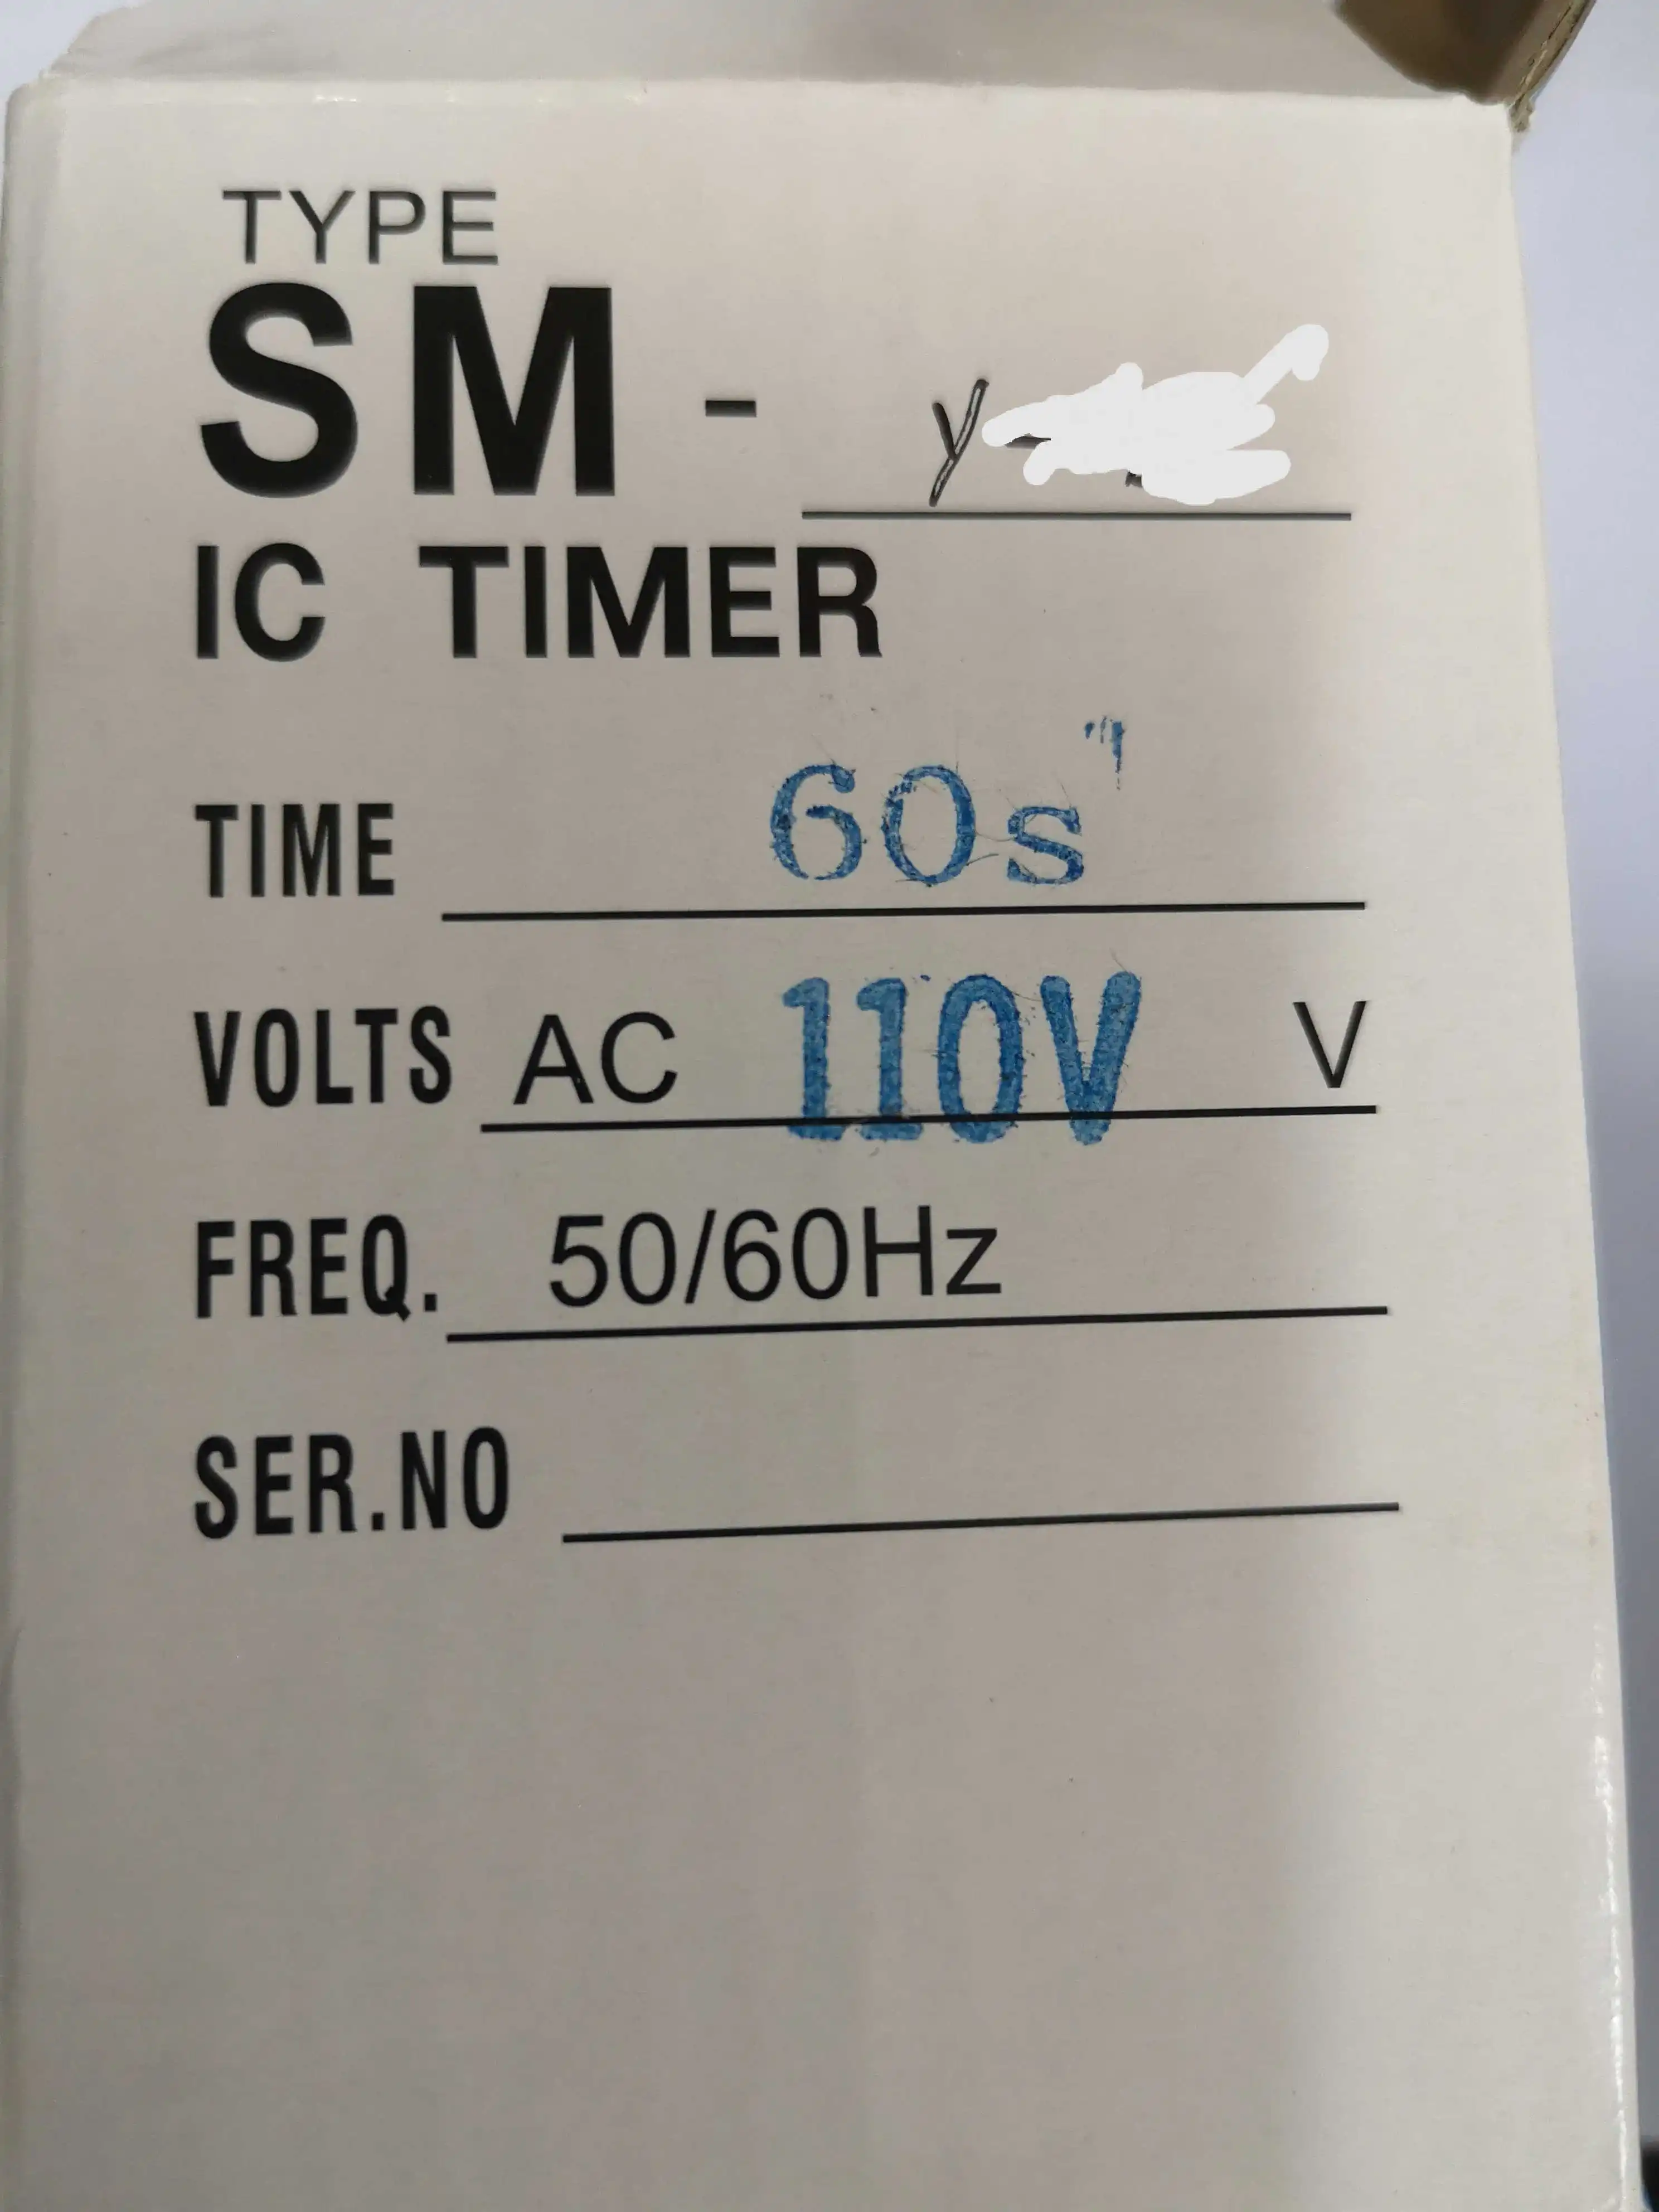 TYPE
SM - y-
IC TIMER
TIME 60s
VOLTS AC 110V V
FREQ. 50/60Hz
SER.NO